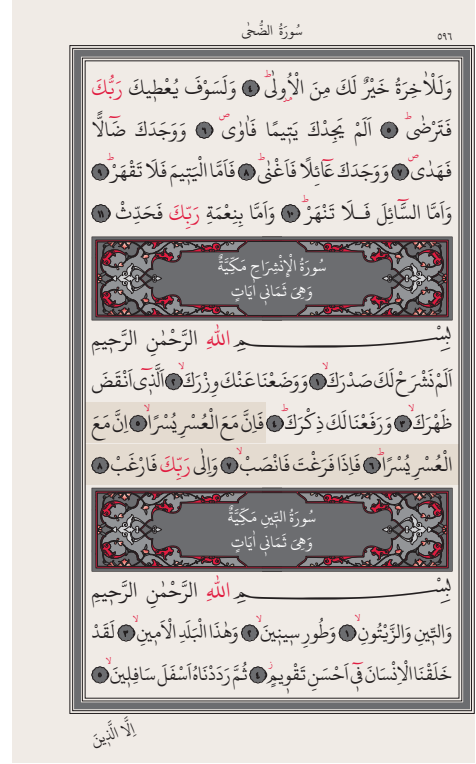 سُورَةُ الضُّحٰى
٥٩٦
وَلَلْاٰخِرَةُ خَيْرٌ لَكَ مِنَ الْاُو۫لٰىۜ ﴿٤﴾ وَلَسَوْفَ يُعْط۪يكَ رَبُّكَ
فَتَرْضٰىۜ ﴿٥﴾ اَلَمْ يَجِدْكَ يَت۪يمًا فَاٰوٰىۖ ﴿٦﴾ وَوَجَدَكَ ضَٓالًّا
فَهَدٰىۖ ﴿٧﴾ وَوَجَدَكَ عَٓائِلًا فَاَغْنٰىۜ ﴿٨﴾ فَاَمَّا الْيَت۪يمَ فَلَا تَقْهَرْۜ ﴿٩﴾
وَاَمَّا السَّٓائِلَ فَـلَا تَنْهَرْۜ ﴿١٠﴾ وَاَمَّا بِنِعْمَةِ رَبِّكَ فَحَدِّثْ ﴿١١﴾
سُورَةُ الْاِنْشِرَاحِ مَكِّيَّةٌ
وَهِيَ ثَمَانِي اٰيَاتٍ
بِسْــــــــمِ اللّٰهِ الرَّحْمٰنِ الرَّح۪يمِ
اَلَمْ نَشْرَحْ لَكَ صَدْرَكَۙ ﴿١﴾ وَوَضَعْنَا عَنْكَ وِزْرَكَۙ ﴿٢﴾ اَلَّذ۪ٓي اَنْقَضَ
ظَهْرَكَۙ ﴿٣﴾ وَرَفَعْنَا لَكَ ذِكْرَكَۜ ﴿٤﴾ فَاِنَّ مَعَ الْعُسْرِ يُسْرًاۙ ﴿٥﴾ اِنَّ مَعَ
الْعُسْرِ يُسْرًاۜ ﴿٦﴾ فَاِذَا فَرَغْتَ فَانْصَبْۙ ﴿٧﴾ وَاِلٰى رَبِّكَ فَارْغَبْ ﴿٨﴾
سُورَةُ التّ۪ينِ مَكِّيَّةٌ
وَهِيَ ثَمَانِي اٰيَاتٍ
بِسْــــــــمِ اللّٰهِ الرَّحْمٰنِ الرَّح۪يمِ
وَالتّ۪ينِ وَالزَّيْتُونِۙ ﴿١﴾ وَطُورِ س۪ين۪ينَۙ ﴿٢﴾ وَهٰذَا الْبَلَدِ الْاَم۪ينِۙ ﴿٣﴾ لَقَدْ
خَلَقْنَا الْاِنْسَانَ ف۪ٓي اَحْسَنِ تَقْو۪يمٍۘ ﴿٤﴾ ثُمَّ رَدَدْنَاهُ اَسْفَلَ سَافِل۪ينَۙ ﴿٥﴾
اِلَّا الَّذ۪ينَ